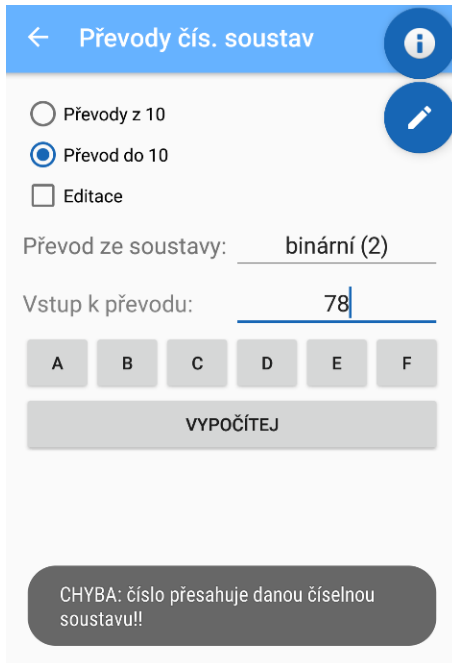 Převody čís. soustav
Převody z 10
Převod do 10
Editace
Převod ze soustavy: binární (2)
Vstup k převodu: 78
A B C D E F
VYPOČÍTEJ
CHYBA: číslo přesahuje danou číselnou
soustavu!!